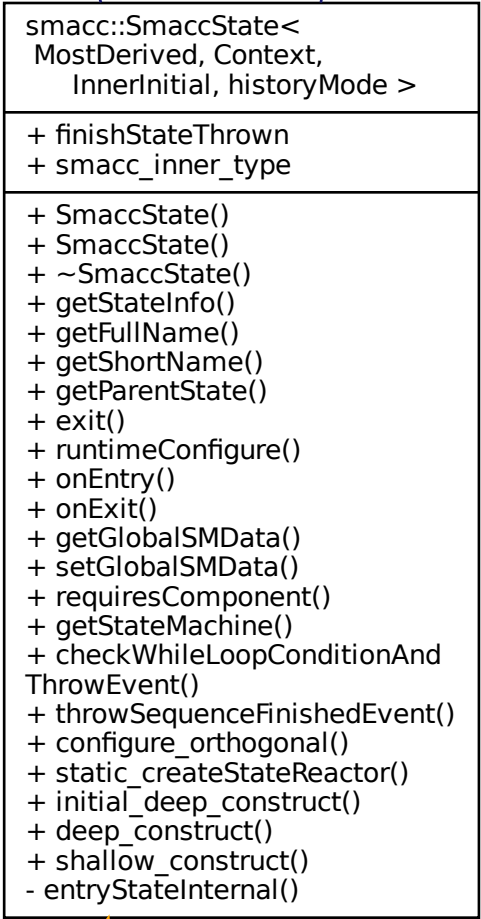 smacc::SmaccState<
MostDerived, Context,
InnerInitial, historyMode >
+ finishStateThrown
+ smacc_inner_type
+ SmaccState()
+ SmaccState()
+ ~SmaccState()
+ getStateInfo()
+ getFullName()
+ getShortName()
+ getParentState()
+ exit()
+ runtimeConfigure()
+ onEntry()
+ onExit()
+ getGlobalSMData()
+ setGlobalSMData()
+ requiresComponent()
+ getStateMachine()
+ checkWhileLoopConditionAnd
ThrowEvent()
+ throwSequenceFinishedEvent()
+ configure_orthogonal()
+ static_createStateReactor()
+ initial_deep_construct()
+ deep_construct()
+ shallow_construct()
- entryStateInternal()